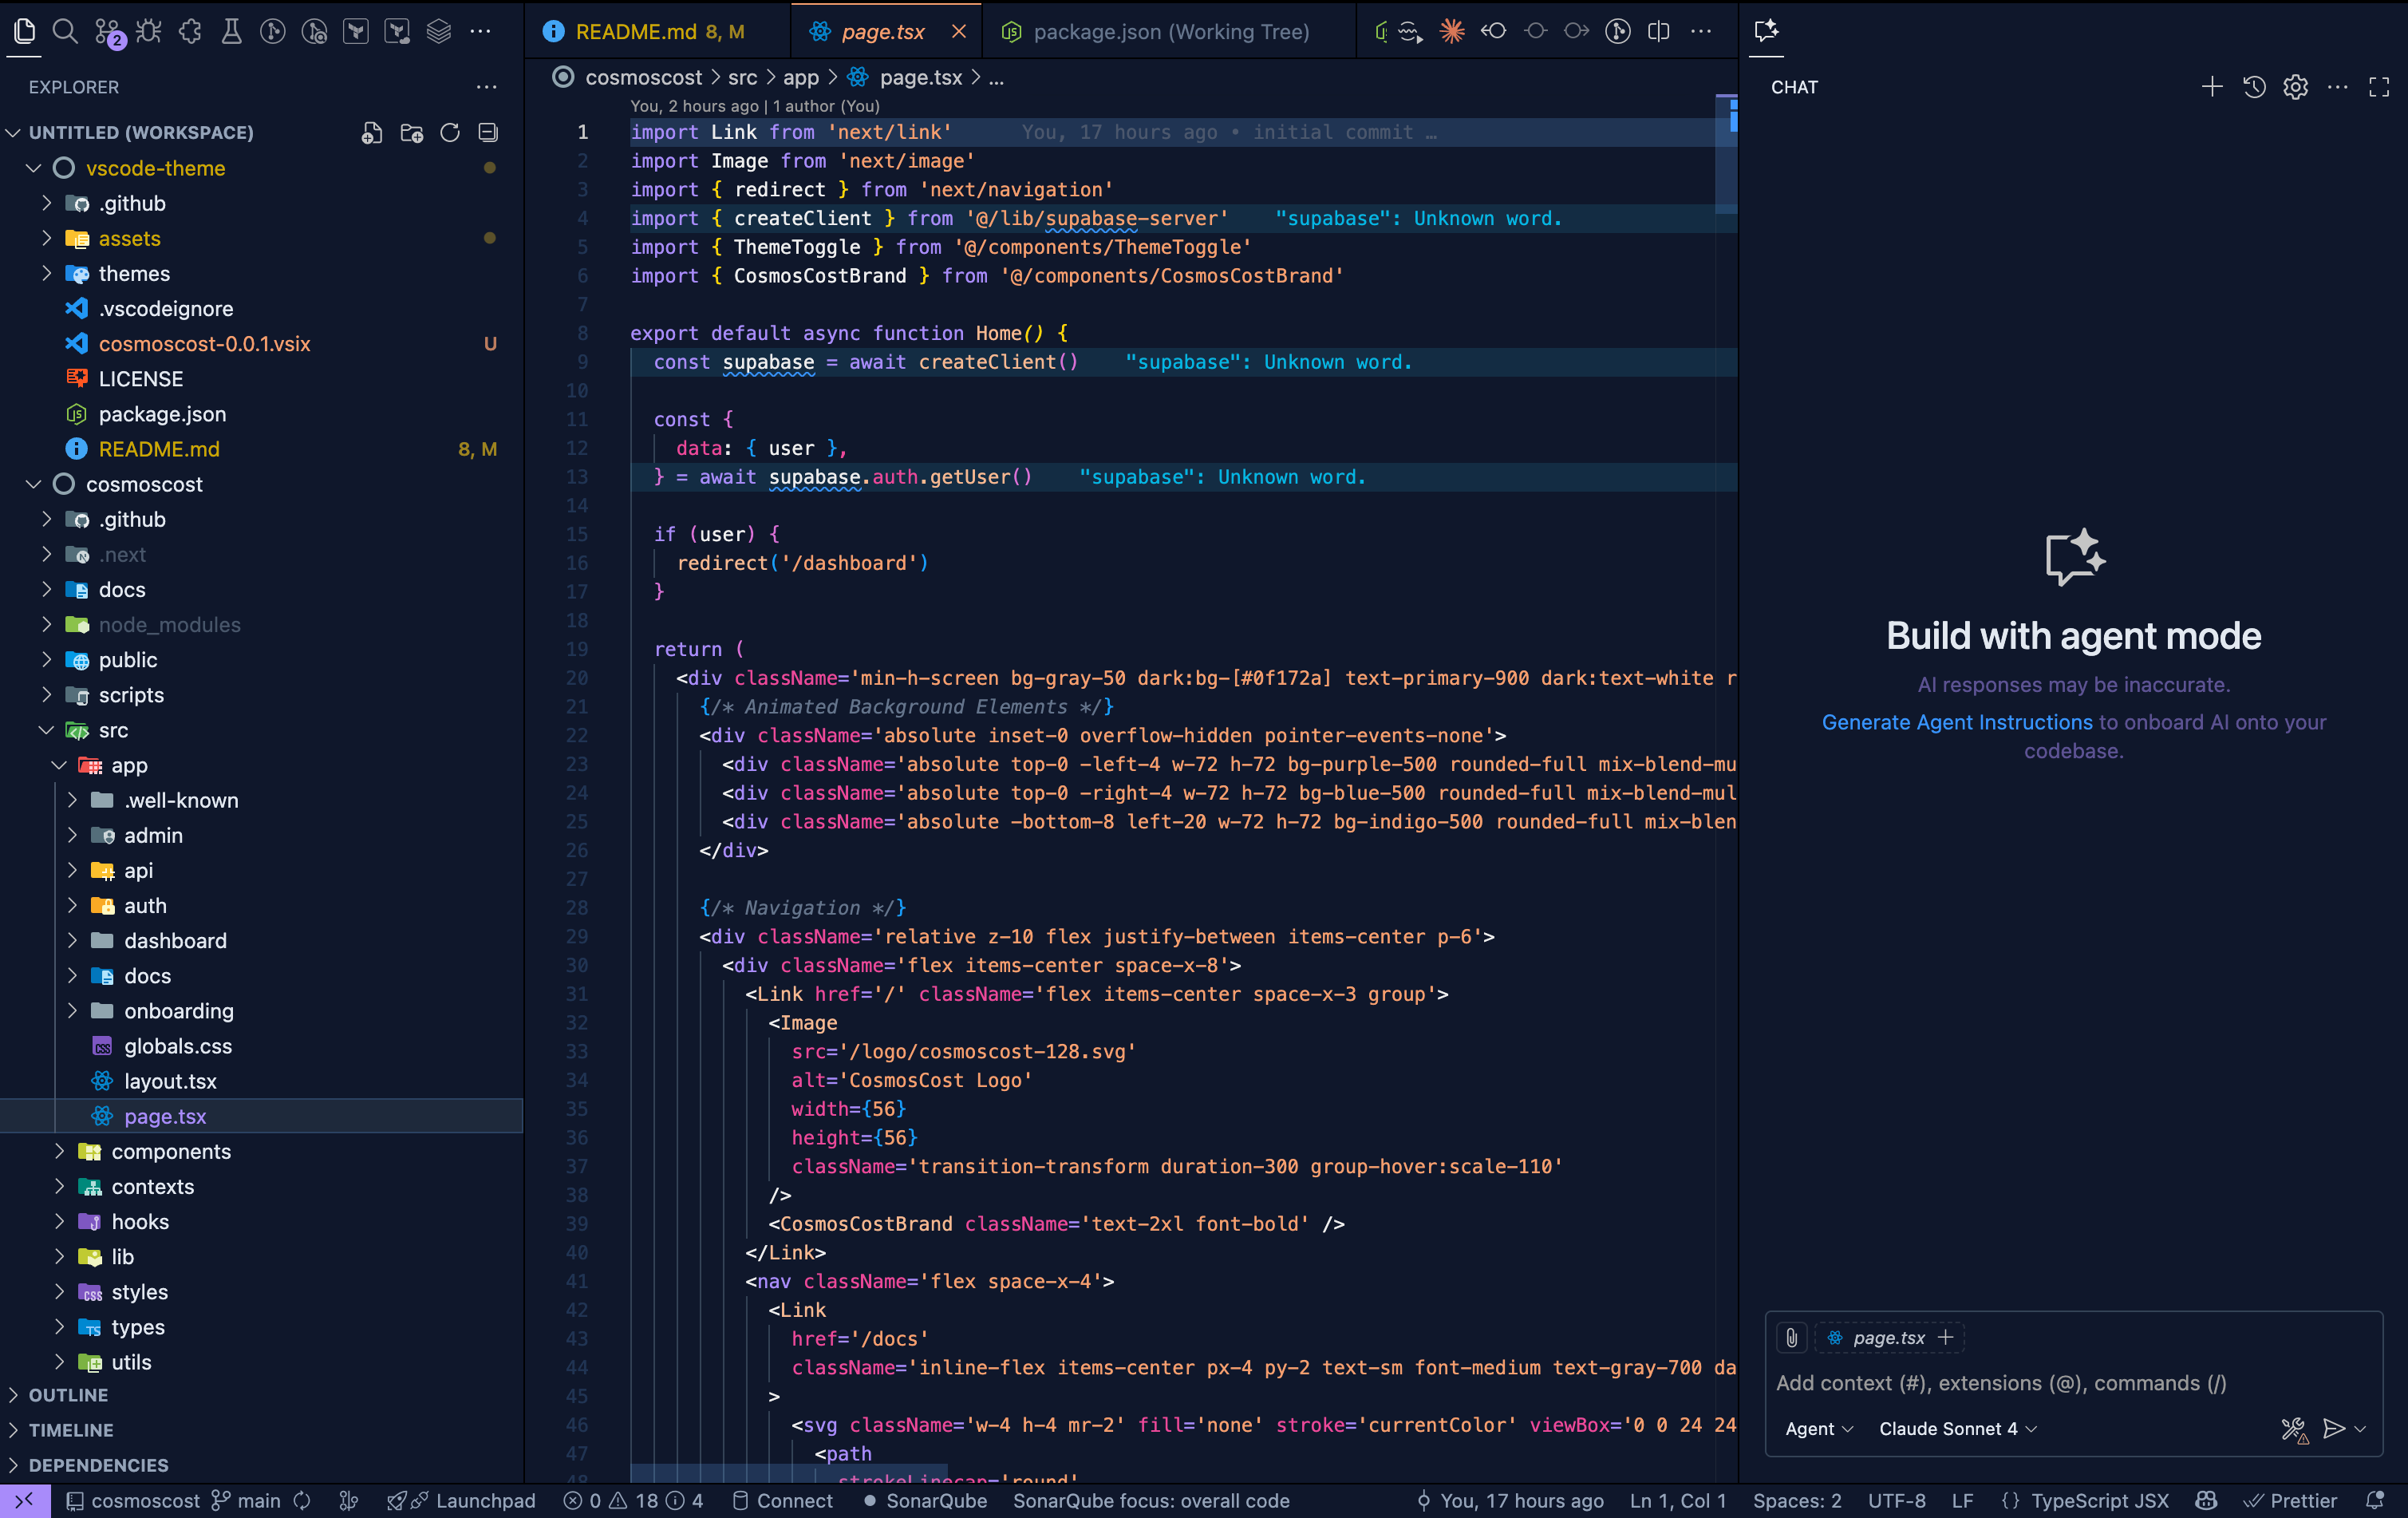 2
EXPLORER
UNTITLED (WORKSPACE)
vscode-theme
.github
assets
themes
.vscodeignore
cosmoscost-0.0.1.vsix U
LICENSE
package.json
README.md 8, M
cosmoscost
.github
.next
docs
node_modules
public
scripts
src
app
.well-known
admin
api
auth
dashboard
docs
onboarding
globals.css
layout.tsx
page.tsx
components
contexts
hooks
lib
styles
types
utils
OUTLINE
TIMELINE
DEPENDENCIES
README.md 8, M
page.tsx
package.json (Working Tree)
cosmoscost > src > app > page.tsx > ...
You, 2 hours ago | 1 author (You)
1 import Link from 'next/link' You, 17 hours ago • initial commit …
2 import Image from 'next/image'
3 import { redirect } from 'next/navigation'
4 import { createClient } from '@/lib/supabase-server' "supabase": Unknown word.
5 import { ThemeToggle } from '@/components/ThemeToggle'
6 import { CosmosCostBrand } from '@/components/CosmosCostBrand'
7
8 export default async function Home() {
9 const supabase = await createClient() "supabase": Unknown word.
10
11 const {
12 data: { user },
13 } = await supabase.auth.getUser() "supabase": Unknown word.
14
15 if (user) {
16 redirect('/dashboard')
17 }
18
19 return (
20 <div className='min-h-screen bg-gray-50 dark:bg-[#0f172a] text-primary-900 dark:text-white r
21 {/* Animated Background Elements */}
22 <div className='absolute inset-0 overflow-hidden pointer-events-none'>
23 <div className='absolute top-0 -left-4 w-72 h-72 bg-purple-500 rounded-full mix-blend-mu
24 <div className='absolute top-0 -right-4 w-72 h-72 bg-blue-500 rounded-full mix-blend-mul
25 <div className='absolute -bottom-8 left-20 w-72 h-72 bg-indigo-500 rounded-full mix-blen
26 </div>
27
28 {/* Navigation */}
29 <div className='relative z-10 flex justify-between items-center p-6'>
30 <div className='flex items-center space-x-8'>
31 <Link href='/' className='flex items-center space-x-3 group'>
32 <Image
33 src='/logo/cosmoscost-128.svg'
34 alt='CosmosCost Logo'
35 width={56}
36 height={56}
37 className='transition-transform duration-300 group-hover:scale-110'
38 />
39 <CosmosCostBrand className='text-2xl font-bold' />
40 </Link>
41 <nav className='flex space-x-4'>
42 <Link
43 href='/docs'
44 className='inline-flex items-center px-4 py-2 text-sm font-medium text-gray-700 da
45 >
46 <svg className='w-4 h-4 mr-2' fill='none' stroke='currentColor' viewBox='0 0 24 24
47 <path
48 strokeLinecap='round'
CHAT
Build with agent mode
AI responses may be inaccurate.
Generate Agent Instructions to onboard AI onto your
codebase.
page.tsx
Add context (#), extensions (@), commands (/)
Agent Claude Sonnet 4
cosmoscost main Launchpad 0 18 4 Connect SonarQube SonarQube focus: overall code You, 17 hours ago Ln 1, Col 1 Spaces: 2 UTF-8 LF {} TypeScript JSX Prettier